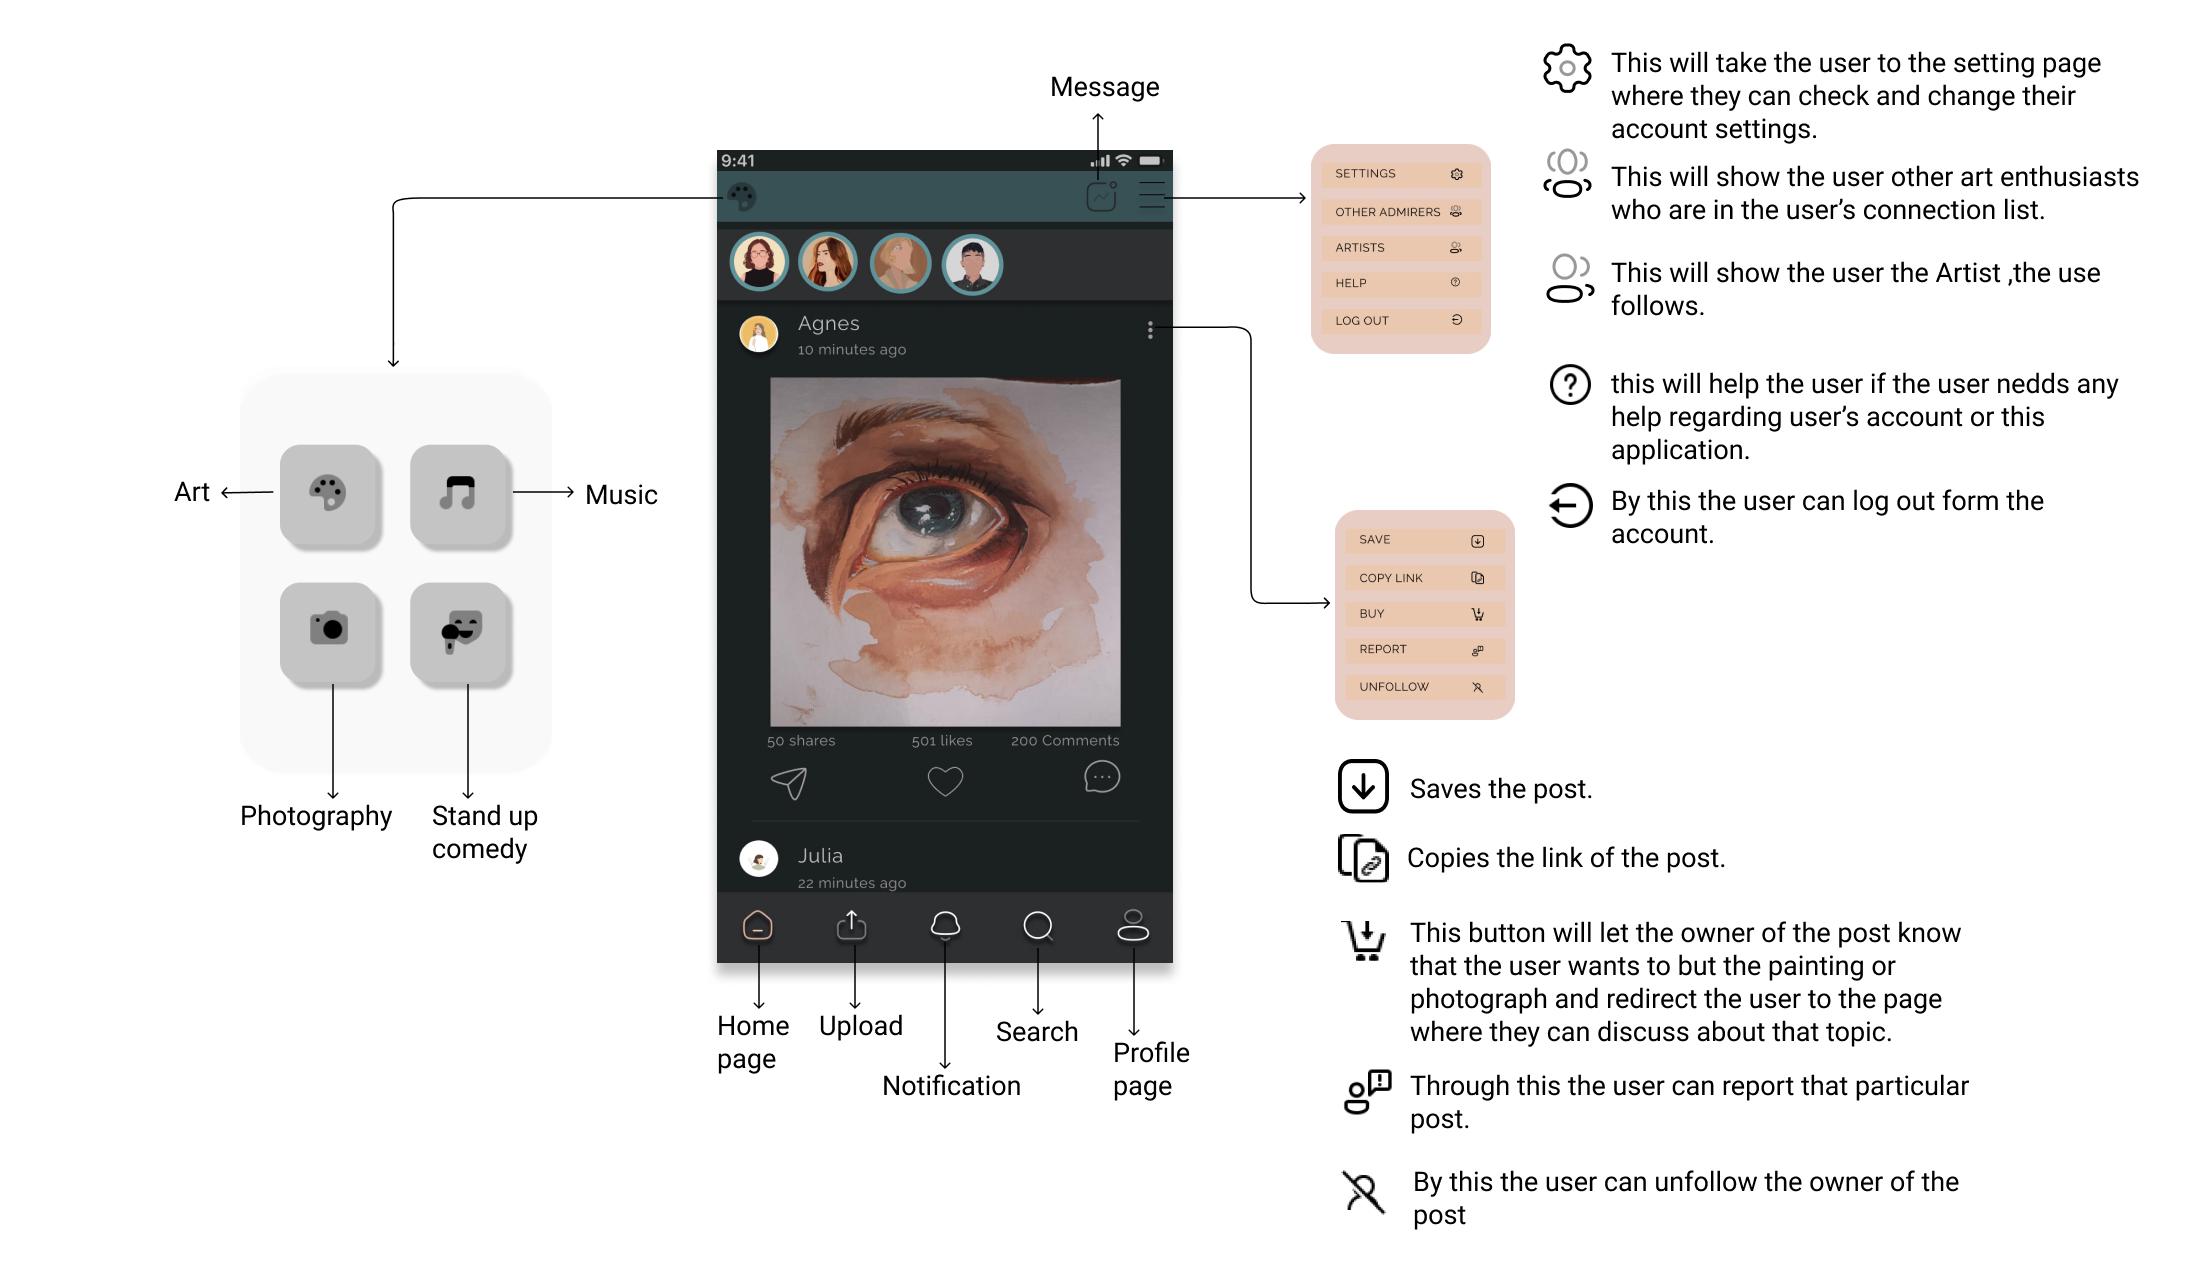 Message
9:41
Agnes
10 minutes ago
50 shares
501 likes
200 Comments
Julia
22 minutes ago
Home
page
Upload
Notification
Search
Profile
page
Art
Music
Photography
Stand up
comedy
SETTINGS
OTHER ADMIRERS
ARTISTS
HELP
LOG OUT
This will take the user to the setting page
where they can check and change their
account settings.
This will show the user other art enthusiasts
who are in the user’s connection list.
This will show the user the Artist ,the use
follows.
this will help the user if the user nedds any
help regarding user’s account or this
application.
By this the user can log out form the
account.
SAVE
COPY LINK
BUY
REPORT
UNFOLLOW
Saves the post.
Copies the link of the post.
This button will let the owner of the post know
that the user wants to but the painting or
photograph and redirect the user to the page
where they can discuss about that topic.
Through this the user can report that particular
post.
By this the user can unfollow the owner of the
post